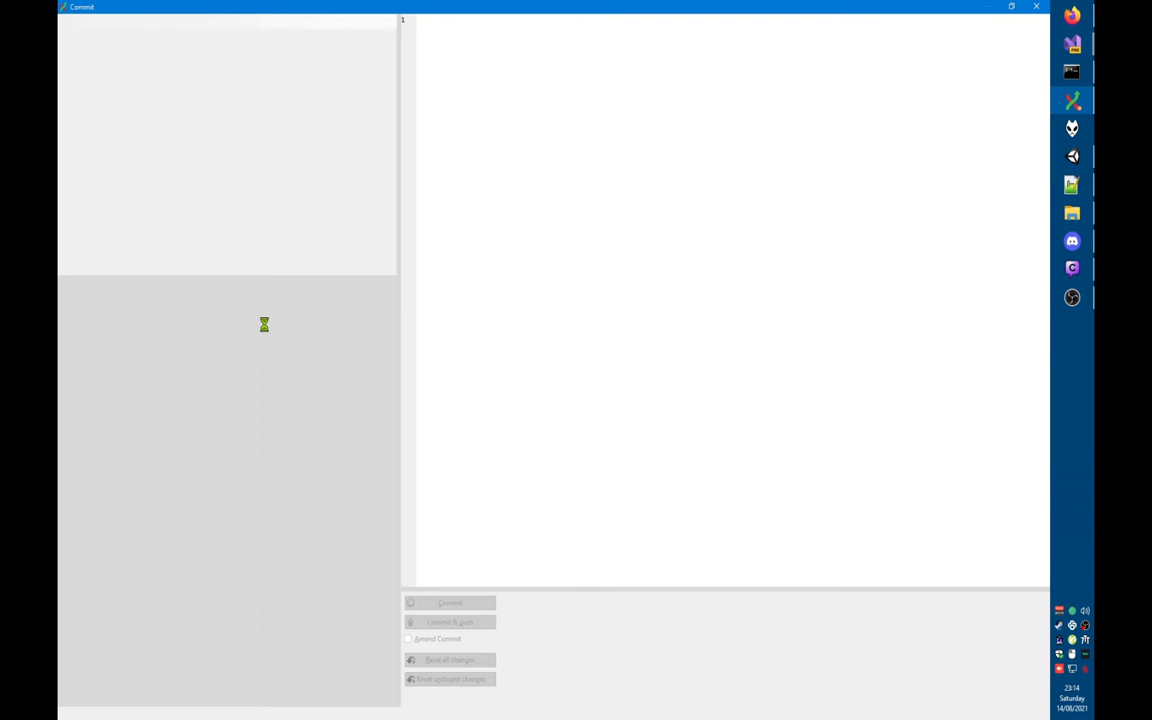 Commit
1
Commit
Commit & push
Amend Commit
Reset all changes
Reset unstaged changes
23:14
Saturday
14/08/2021